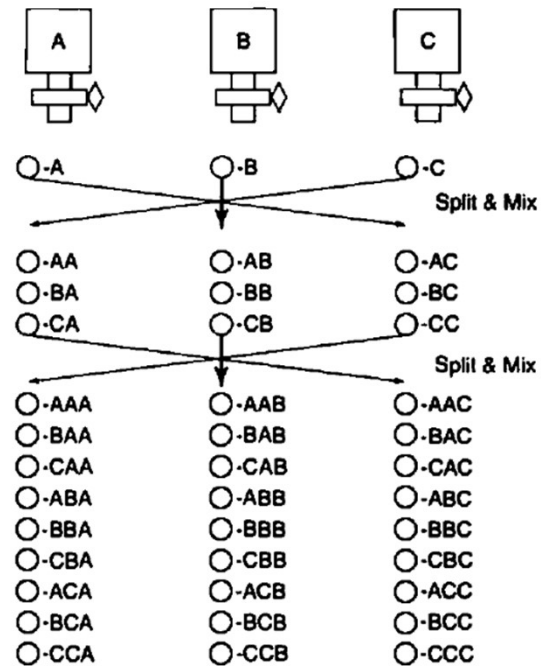 A B C
-A -B -C
Split & Mix
-AA -AB -AC
-BA -BB -BC
-CA -CB -CC
Split & Mix
-AAA -AAB -AAC
-BAA -BAB -BAC
-CAA -CAB -CAC
-ABA -ABB -ABC
-BBA -BBB -BBC
-CBA -CBB -CBC
-ACA -ACB -ACC
-BCA -BCB -BCC
-CCA -CCB -CCC